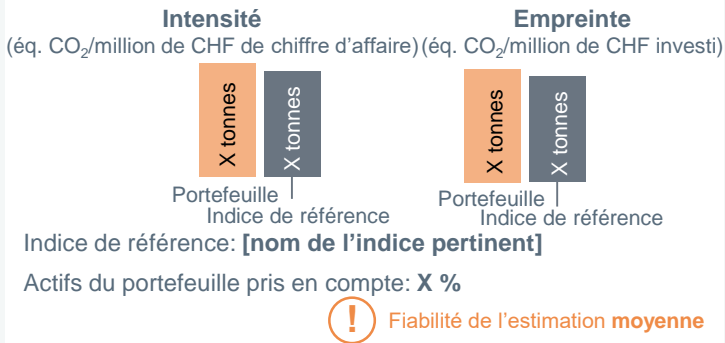 Intensité
Empreinte
(éq. CO₂/million de CHF de chiffre d'affaire)
(éq. CO₂/million de CHF investi)
X tonnes
X tonnes
Portefeuille
Indice de référence
X tonnes
X tonnes
Portefeuille
Indice de référence
Indice de référence: [nom de l'indice pertinent]
Actifs du portefeuille pris en compte: X %
! Fiabilité de l'estimation moyenne